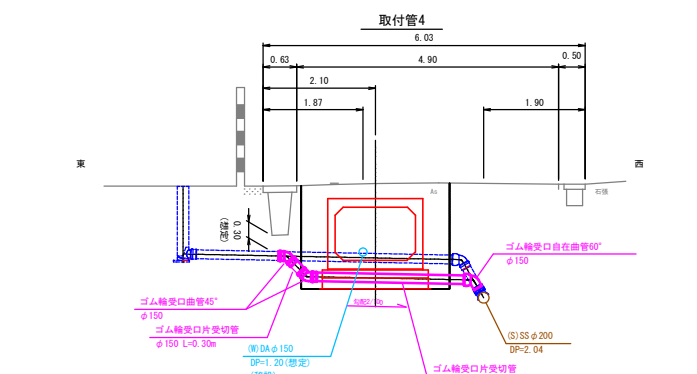 取付管4
6.03
0.63
4.90
0.50
2.10
1.87
1.90
東
西
As
石張
0.30
(想定)
ゴム輪受口自在曲管60°
φ150
ゴム輪受口曲管45°
φ150
ゴム輪受口片受切管
φ150 L=0.30m
(W)DAφ150
DP=1.20(想定)
(S)SSφ200
DP=2.04
ゴム輪受口片受切管